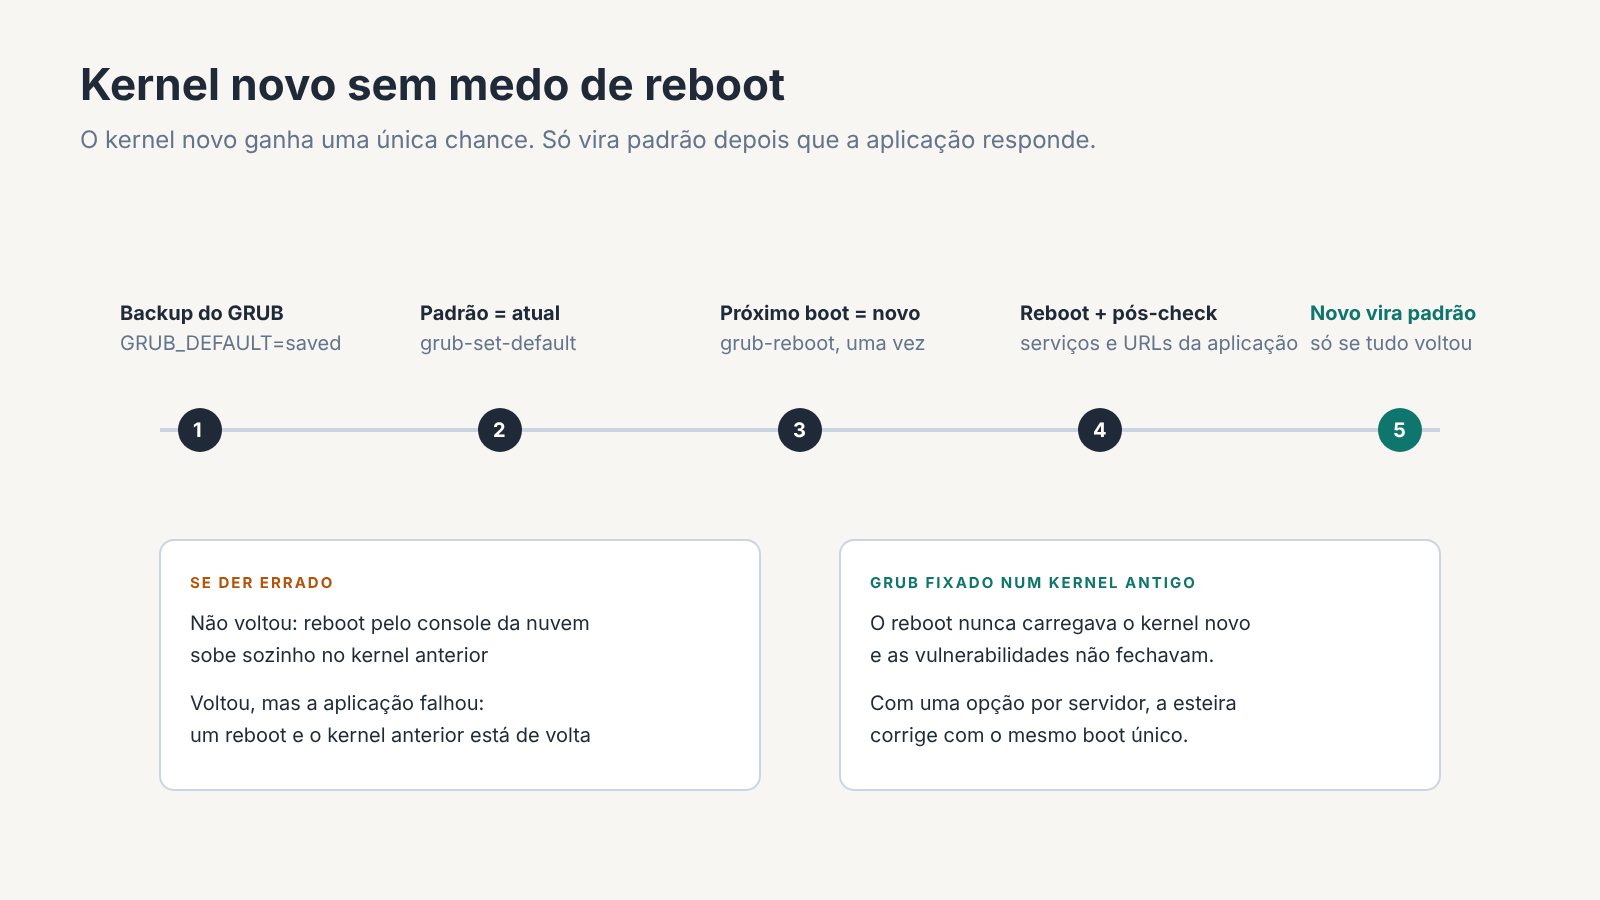 Kernel novo sem medo de reboot
O kernel novo ganha uma única chance. Só vira padrão depois que a aplicação responde.
Backup do GRUB
GRUB_DEFAULT=saved
Padrão = atual
grub-set-default
Próximo boot = novo
grub-reboot, uma vez
Reboot + pós-check
serviços e URLs da aplicação
Novo vira padrão
só se tudo voltou
1
2
3
4
5
SE DER ERRADO
Não voltou: reboot pelo console da nuvem
sobe sozinho no kernel anterior
Voltou, mas a aplicação falhou:
um reboot e o kernel anterior está de volta
GRUB FIXADO NUM KERNEL ANTIGO
O reboot nunca carregava o kernel novo
e as vulnerabilidades não fechavam.
Com uma opção por servidor, a esteira
corrige com o mesmo boot único.